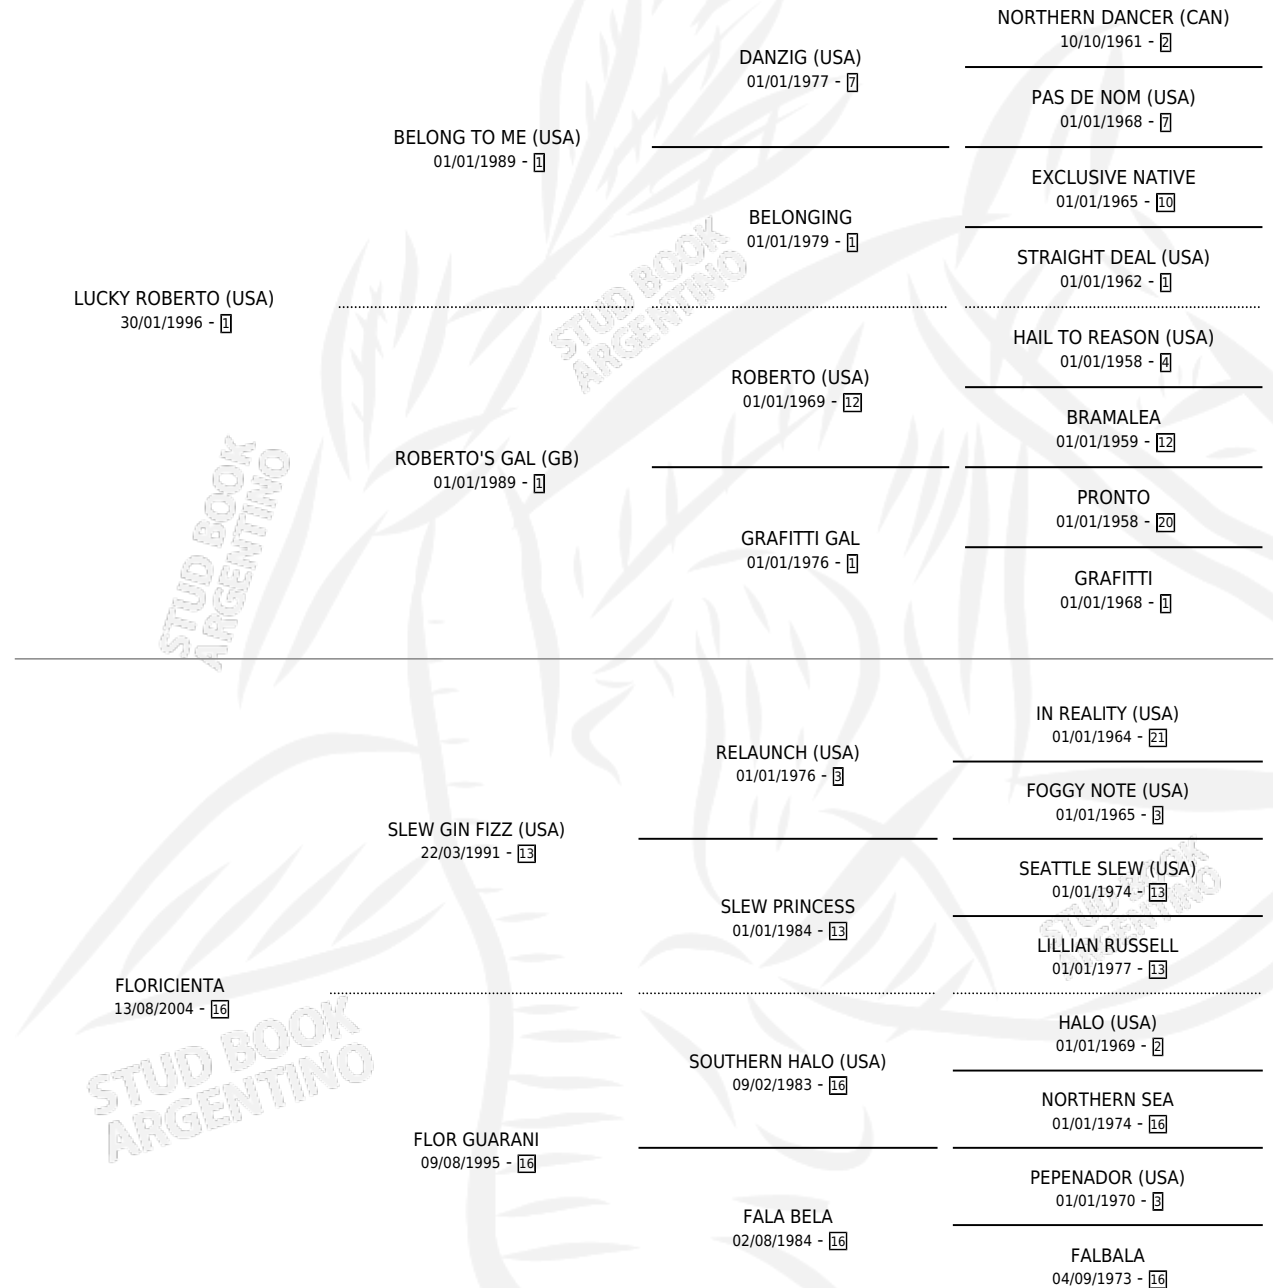 NORTHERN DANCER (CAN)
10/10/1961 - 2
DANZIG (USA)
01/01/1977 - 7
PAS DE NOM (USA)
01/01/1968 - 7
BELONG TO ME (USA)
01/01/1989 - 1
EXCLUSIVE NATIVE
01/01/1965 - 10
BELONGING
01/01/1979 - 1
STRAIGHT DEAL (USA)
01/01/1962 - 1
LUCKY ROBERTO (USA)
30/01/1996 - 1
STUD BOOK
ARGENTINO
HAIL TO REASON (USA)
01/01/1958 - 4
ROBERTO (USA)
01/01/1969 - 12
BRAMALEA
01/01/1959 - 12
ROBERTO'S GAL (GB)
01/01/1989 - 1
PRONTO
01/01/1958 - 20
GRAFITTI GAL
01/01/1976 - 1
GRAFITTI
01/01/1968 - 1
STUD BOOK
ARGENTINO
IN REALITY (USA)
01/01/1964 - 21
RELAUNCH (USA)
01/01/1976 - 3
FOGGY NOTE (USA)
01/01/1965 - 3
SLEW GIN FIZZ (USA)
22/03/1991 - 13
SEATTLE SLEW (USA)
01/01/1974 - 13
STUD BOOK
ARGENTINO
SLEW PRINCESS
01/01/1984 - 13
LILLIAN RUSSELL
01/01/1977 - 13
FLORICIENTA
13/08/2004 - 16
STUD BOOK
ARGENTINO
HALO (USA)
01/01/1969 - 2
SOUTHERN HALO (USA)
09/02/1983 - 16
NORTHERN SEA
01/01/1974 - 16
FLOR GUARANI
09/08/1995 - 16
PEPENADOR (USA)
01/01/1970 - 3
FALA BELA
02/08/1984 - 16
FALBALA
04/09/1973 - 16